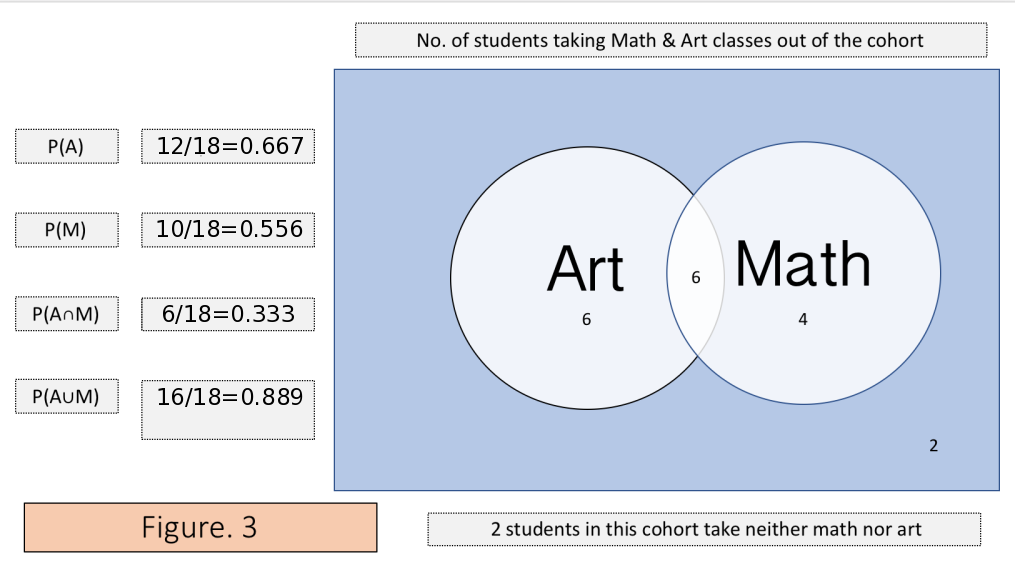 No. of students taking Math & Art classes out of the cohort
P(A)
12/18=0.667
P(M)
10/18=0.556
P(A∩M)
6/18=0.333
P(A∪M)
16/18=0.889
Art
6
6
Math
4
2
Figure. 3
2 students in this cohort take neither math nor art